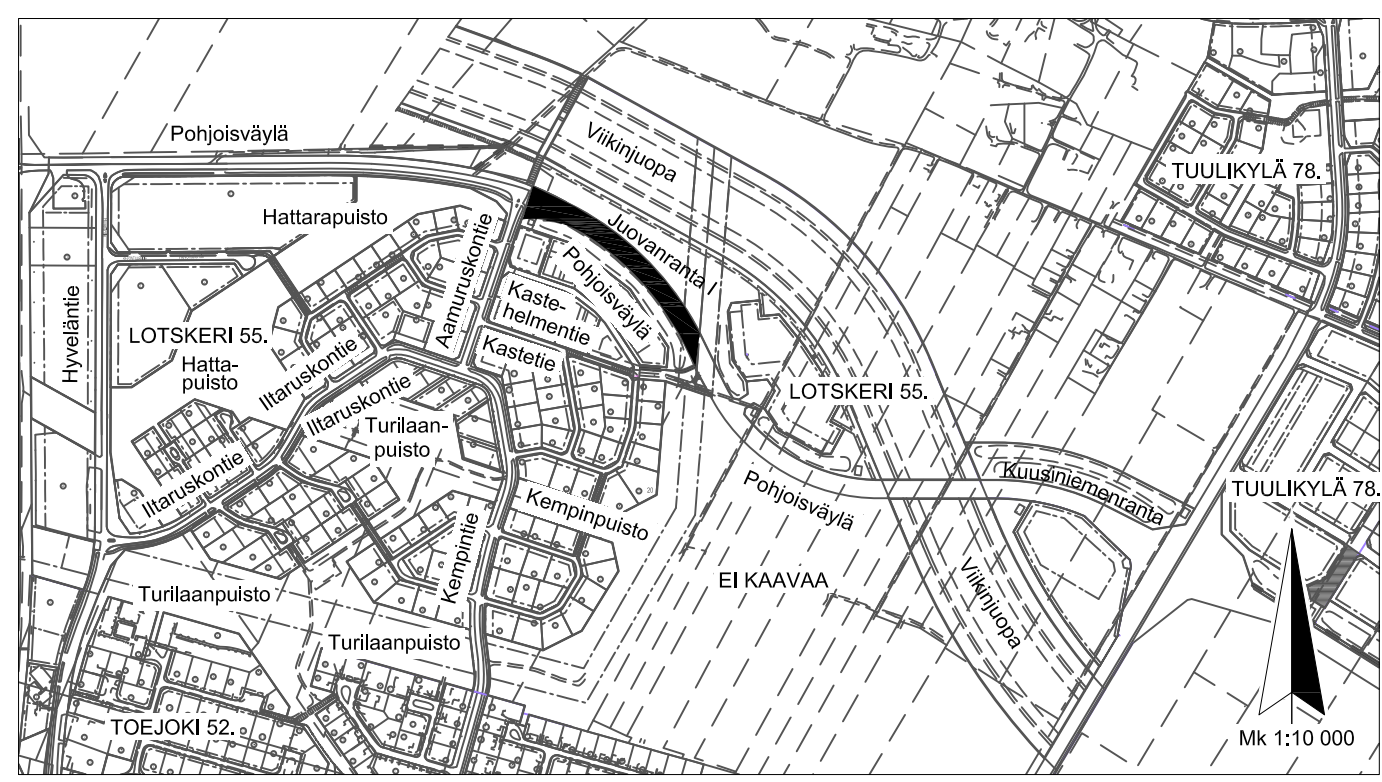 Pohjoisväylä
Viikinjuopa
TUULIKYLÄ 78.
Hattarapuisto
Aamuruskontie
Juovanranta I
Pohjoisväylä
Kaste-
helmentie
Hyveläntie
LOTSKERI 55.
Hatta-
puisto
Iltaruskontie
Kastetie
Iltaruskontie
LOTSKERI 55.
Turilaan-
puisto
Iltaruskontie
Kuusiniemenranta
Pohjoisväylä
TUULIKYLÄ 78.
20
Kempinpuisto
Kempintie
EI KAAVAA
Viikinjuopa
Turilaanpuisto
Turilaanpuisto
TOEJOKI 52.
Mk 1:10 000